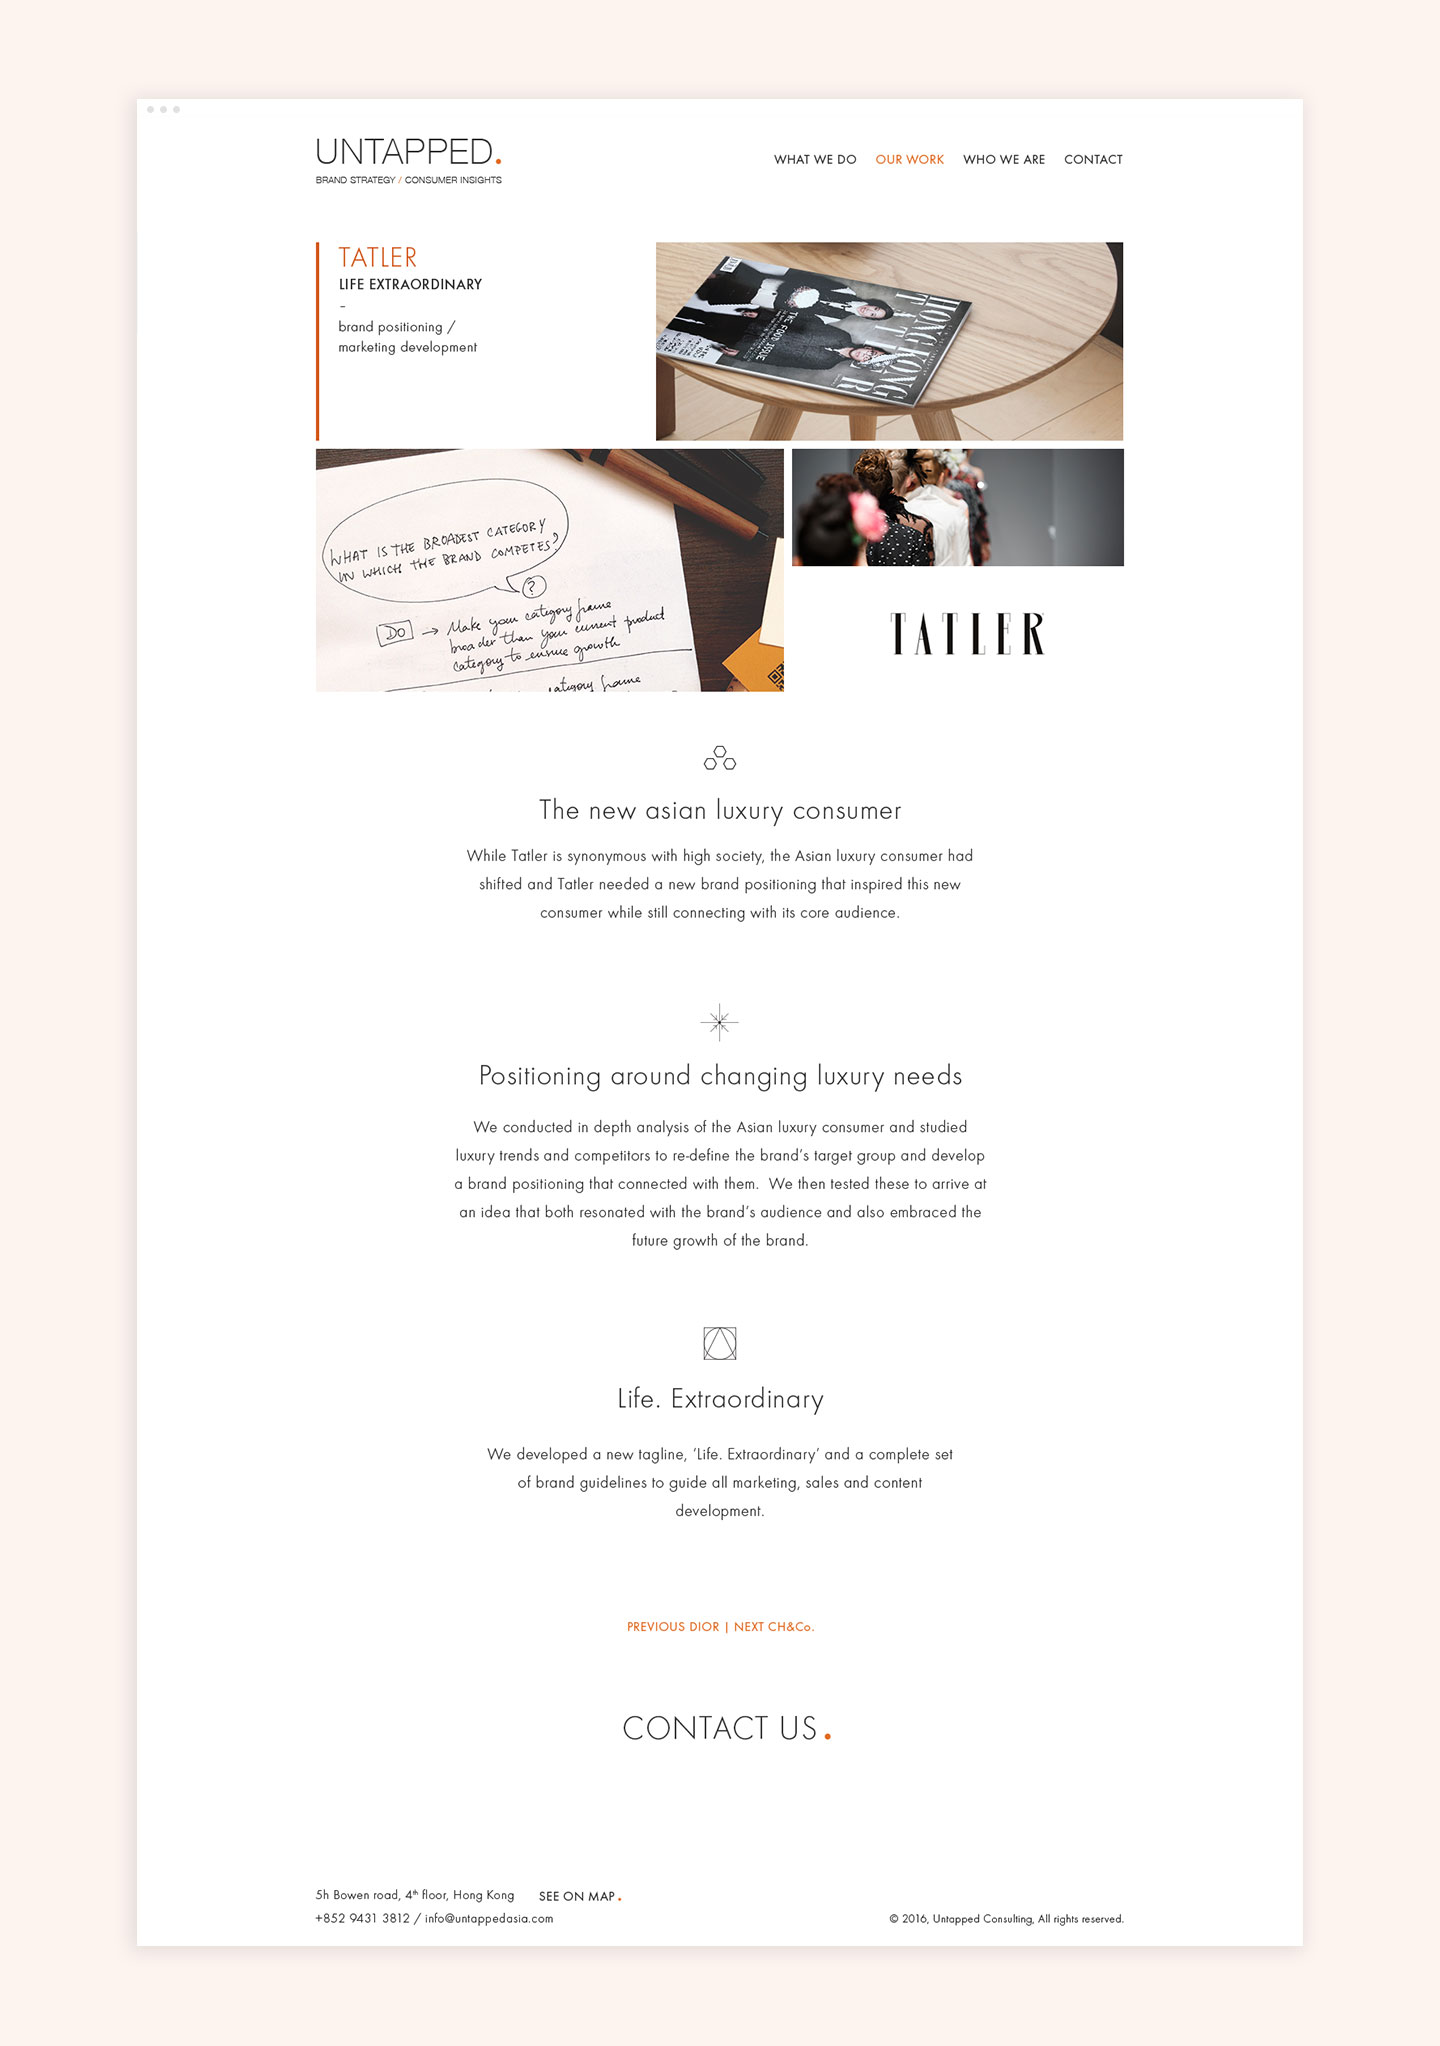 UNTAPPED.
BRAND STRATEGY / CONSUMER INSIGHTS
WHAT WE DO OUR WORK WHO WE ARE CONTACT
TATLER
LIFE EXTRAORDINARY
–
brand positioning /
marketing development
HONG KONG
TATLER
THE FOOD ISSUE
WHAT IS THE BROADEST CATEGORY
IN WHICH THE BRAND COMPETES?
?
DO → Make your category frame
broader than your current product
category to ensure growth
category frame
TATLER
The new asian luxury consumer
While Tatler is synonymous with high society, the Asian luxury consumer had
shifted and Tatler needed a new brand positioning that inspired this new
consumer while still connecting with its core audience.
Positioning around changing luxury needs
We conducted in depth analysis of the Asian luxury consumer and studied
luxury trends and competitors to re-define the brand's target group and develop
a brand positioning that connected with them. We then tested these to arrive at
an idea that both resonated with the brand's audience and also embraced the
future growth of the brand.
Life. Extraordinary
We developed a new tagline, 'Life. Extraordinary' and a complete set
of brand guidelines to guide all marketing, sales and content
development.
PREVIOUS DIOR | NEXT CH&Co.
CONTACT US.
5h Bowen road, 4th floor, Hong Kong SEE ON MAP.
+852 9431 3812 / info@untappedasia.com
© 2016, Untapped Consulting, All rights reserved.